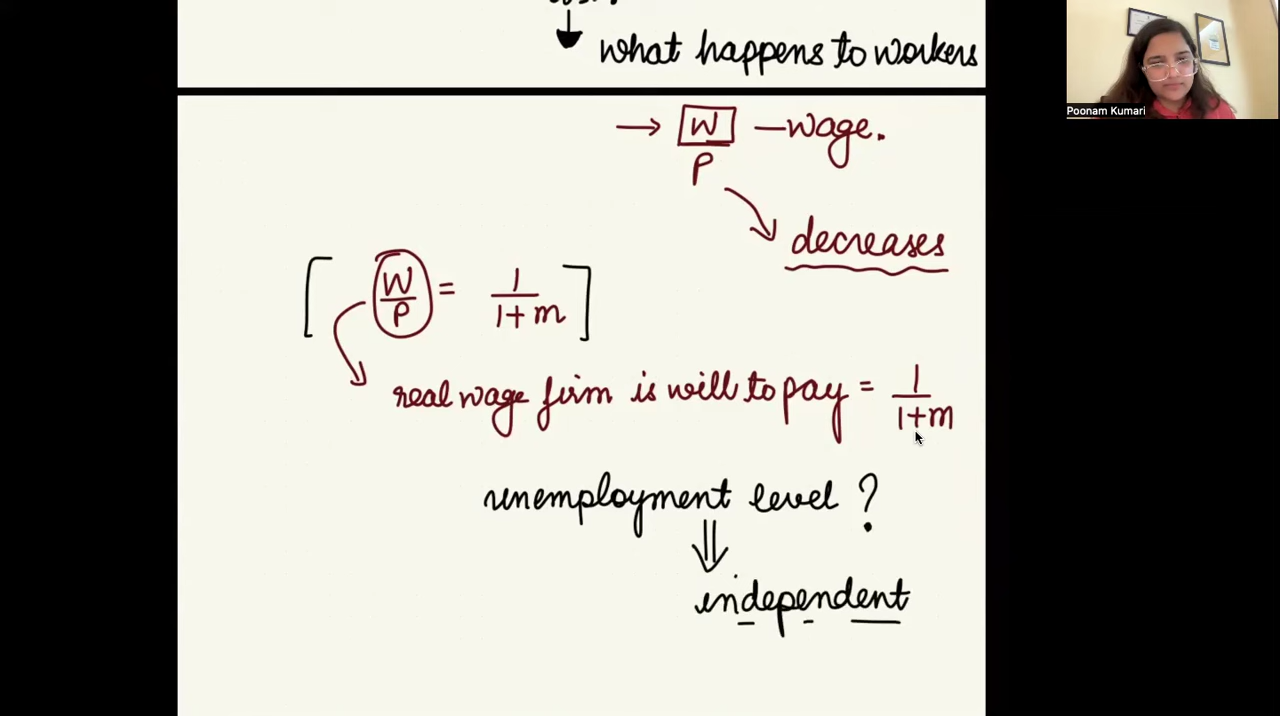 what happens to workers
→ W/P — wage.
decreases
[ W/P = 1/1+m ]
real wage firm is will to pay = 1/1+m
unemployment level ?
independent
Poonam Kumari